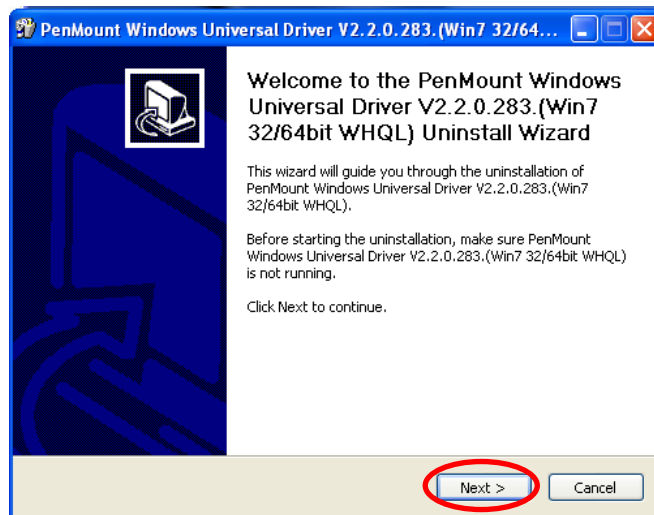 PenMount Windows Universal Driver V2.2.0.283.(Win7 32/64...
Welcome to the PenMount Windows
Universal Driver V2.2.0.283.(Win7
32/64bit WHQL) Uninstall Wizard
This wizard will guide you through the uninstallation of
PenMount Windows Universal Driver V2.2.0.283.(Win7
32/64bit WHQL).
Before starting the uninstallation, make sure PenMount
Windows Universal Driver V2.2.0.283.(Win7 32/64bit WHQL)
is not running.
Click Next to continue.
Next >
Cancel